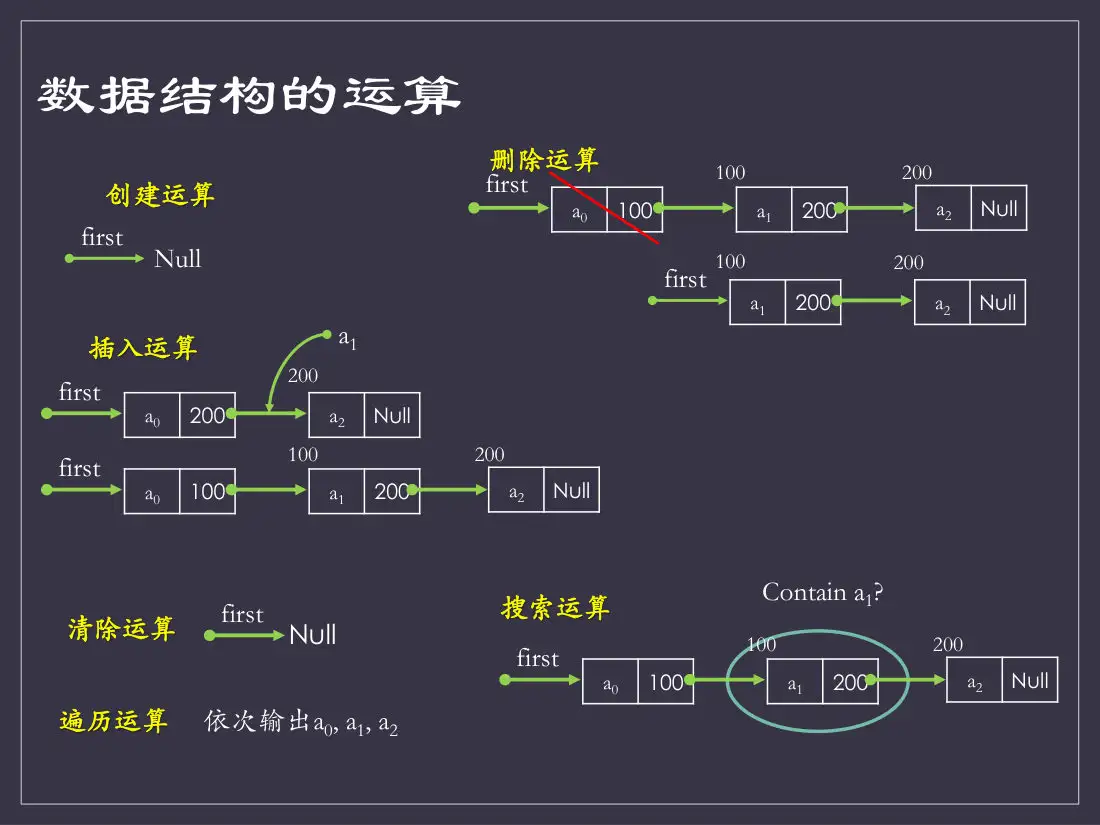 数据结构的运算
创建运算
first
Null
删除运算
first
100
200
a₀ 100
a₁ 200
a₂ Null
first
100
200
a₁ 200
a₂ Null
插入运算
a₁
first
200
a₀ 200
a₂ Null
first
100
200
a₀ 100
a₁ 200
a₂ Null
清除运算
first
Null
遍历运算
依次输出a₀, a₁, a₂
搜索运算
Contain a₁?
first
100
200
a₀ 100
a₁ 200
a₂ Null